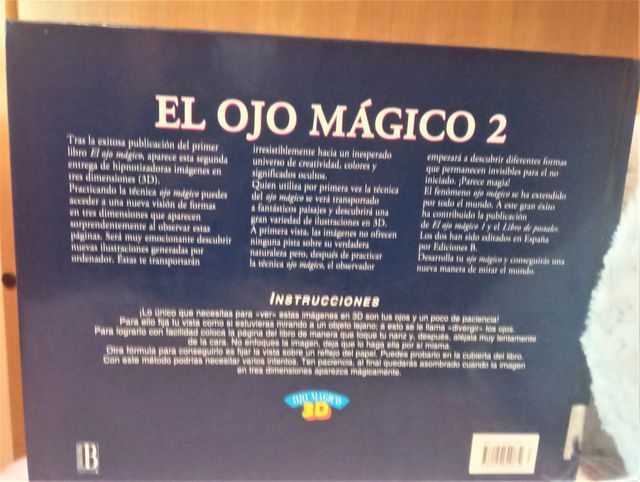 EL OJO MÁGICO 2
Tras la exitosa publicación del primer
libro El ojo mágico, aparece esta segunda
entrega de hipnotizadoras imágenes en
tres dimensiones (3D).
Practicando la técnica ojo mágico puedes
acceder a una nueva visión de formas
en tres dimensiones que aparecen
sorprendentemente al observar estas
páginas. Será muy emocionante descubrir
nuevas ilustraciones generadas por
ordenador. Éstas te transportarán
irresistiblemente hacia un inesperado
universo de creatividad, colores y
significados ocultos.
Quien utiliza por primera vez la técnica
del ojo mágico se verá transportado
a fantásticos paisajes y descubrirá una
gran variedad de ilustraciones en 3D.
A primera vista, las imágenes no ofrecen
ninguna pista sobre su verdadera
naturaleza pero, después de practicar
la técnica ojo mágico, el observador
empezará a descubrir diferentes formas
que permanecen invisibles para el no
iniciado. ¡Parece magia!
El fenómeno ojo mágico se ha extendido
por todo el mundo. A este gran éxito
ha contribuido la publicación
de El ojo mágico 1 y el Libro de postales.
Los dos han sido editados en España
por Ediciones B.
Desarrolla tu ojo mágico y conseguirás una
nueva manera de mirar el mundo.
INSTRUCCIONES
¡Lo único que necesitas para «ver» estas imágenes en 3D son tus ojos y un poco de paciencia!
Para ello fija tu vista como si estuvieras mirando a un objeto lejano; a esto se le llama «divergir» los ojos.
Para lograrlo con facilidad coloca la página del libro de manera que toque tu nariz y, después, aléjala muy lentamente
de la cara. No enfoques la imagen, deja que lo haga ella por sí misma.
Otra fórmula para conseguirlo es fijar la vista sobre un reflejo del papel. Puedes probarlo en la cubierta del libro.
Con este método podrías necesitar varios intentos. Ten paciencia, al final quedarás asombrado cuando la imagen
en tres dimensiones aparezca mágicamente.
OJO MÁGICO
3D
B